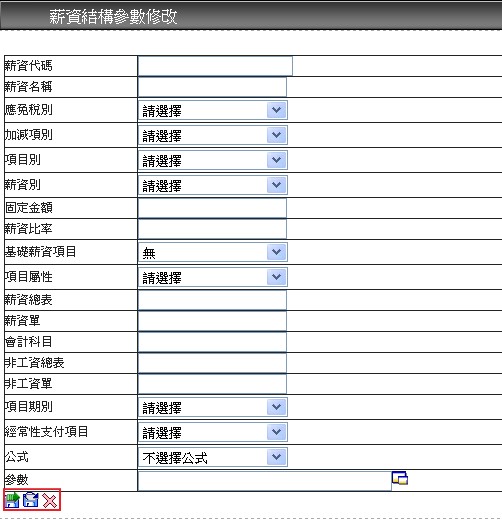 薪資結構參數修改
薪資代碼
薪資名稱
應免稅別 請選擇
加減項別 請選擇
項目別 請選擇
薪資別 請選擇
固定金額
薪資比率
基礎薪資項目 無
項目屬性 請選擇
薪資總表
薪資單
會計科目
非工資總表
非工資單
項目期別 請選擇
經常性支付項目 請選擇
公式 不選擇公式
參數